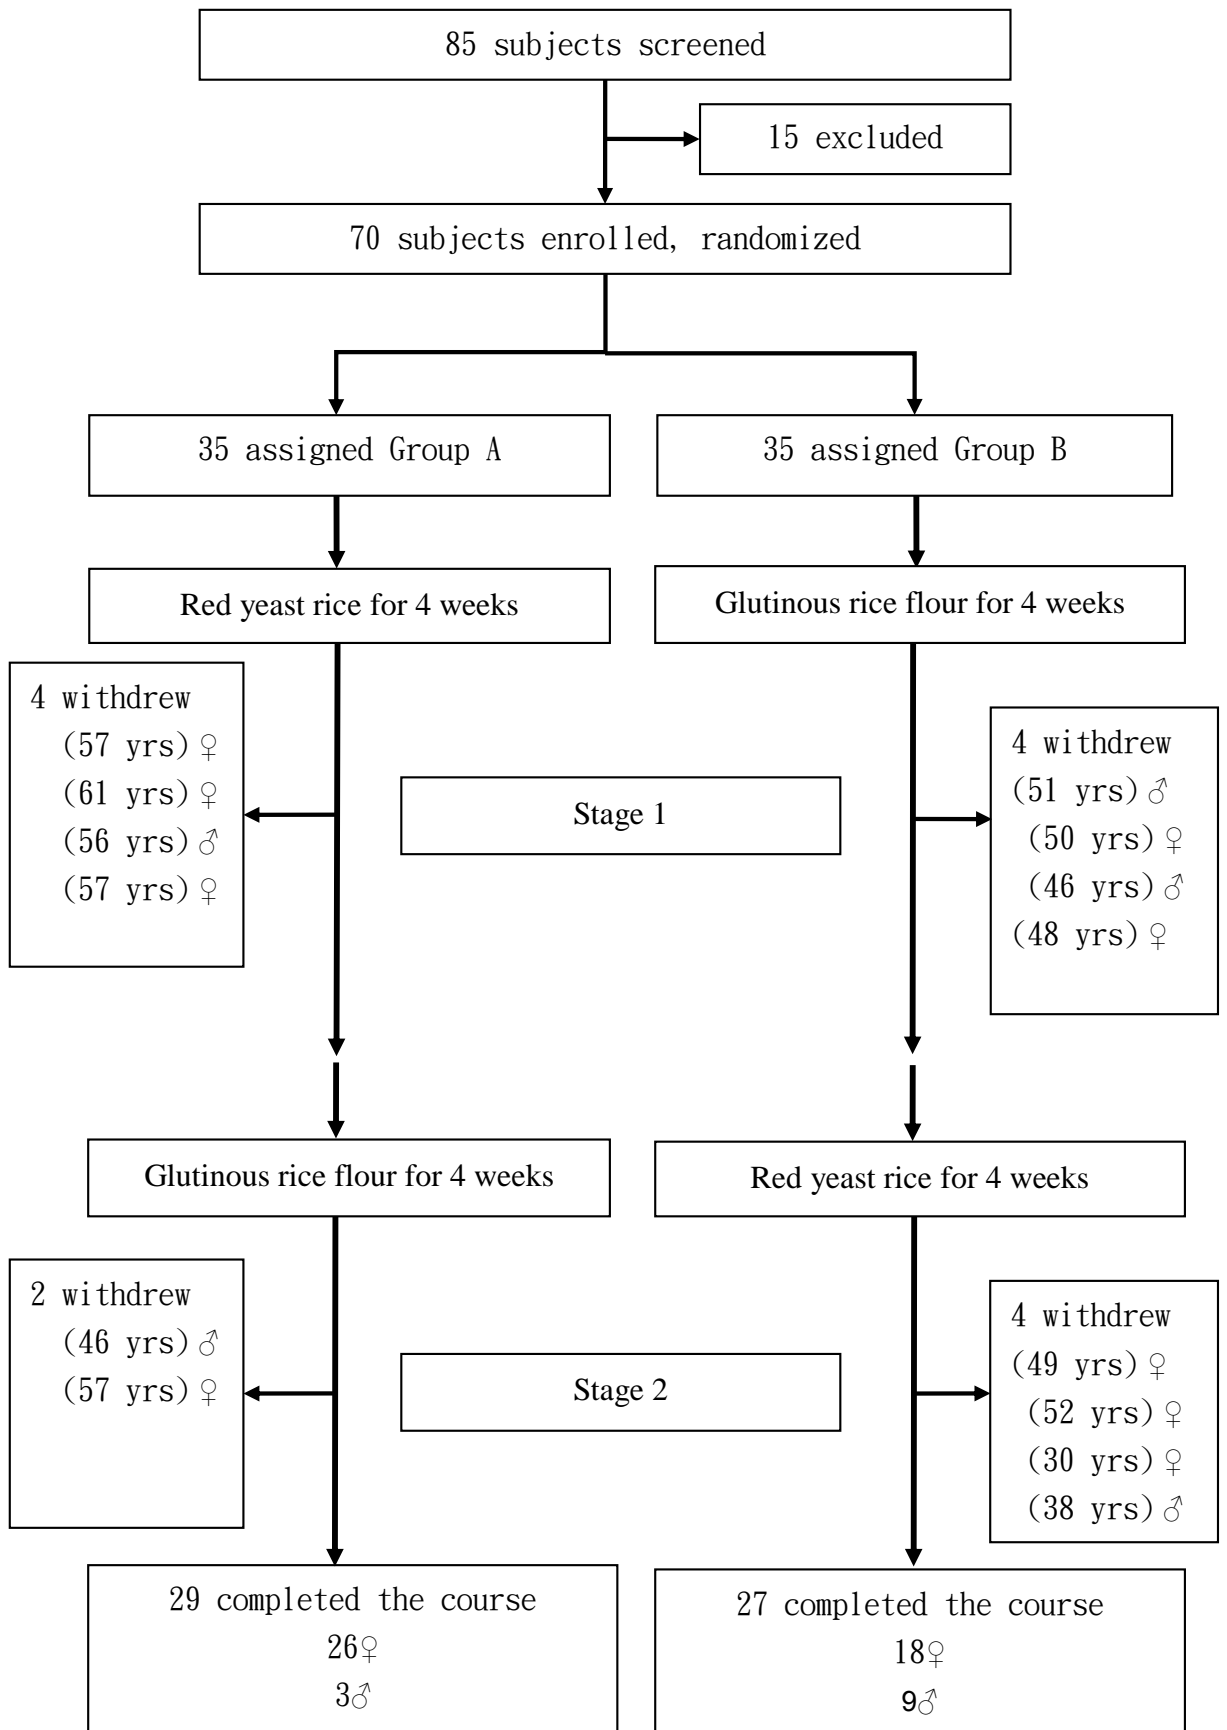 85 subjects screened
15 excluded
70 subjects enrolled, randomized
35 assigned Group A
35 assigned Group B
Red yeast rice for 4 weeks
Glutinous rice flour for 4 weeks
4 withdrew
(57 yrs)♀
(61 yrs)♀
(56 yrs)♂
(57 yrs)♀
Stage 1
4 withdrew
(51 yrs)♂
(50 yrs)♀
(46 yrs)♂
(48 yrs)♀
Glutinous rice flour for 4 weeks
Red yeast rice for 4 weeks
2 withdrew
(46 yrs)♂
(57 yrs)♀
Stage 2
4 withdrew
(49 yrs)♀
(52 yrs)♀
(30 yrs)♀
(38 yrs)♂
29 completed the course
26♀
3♂
27 completed the course
18♀
9♂